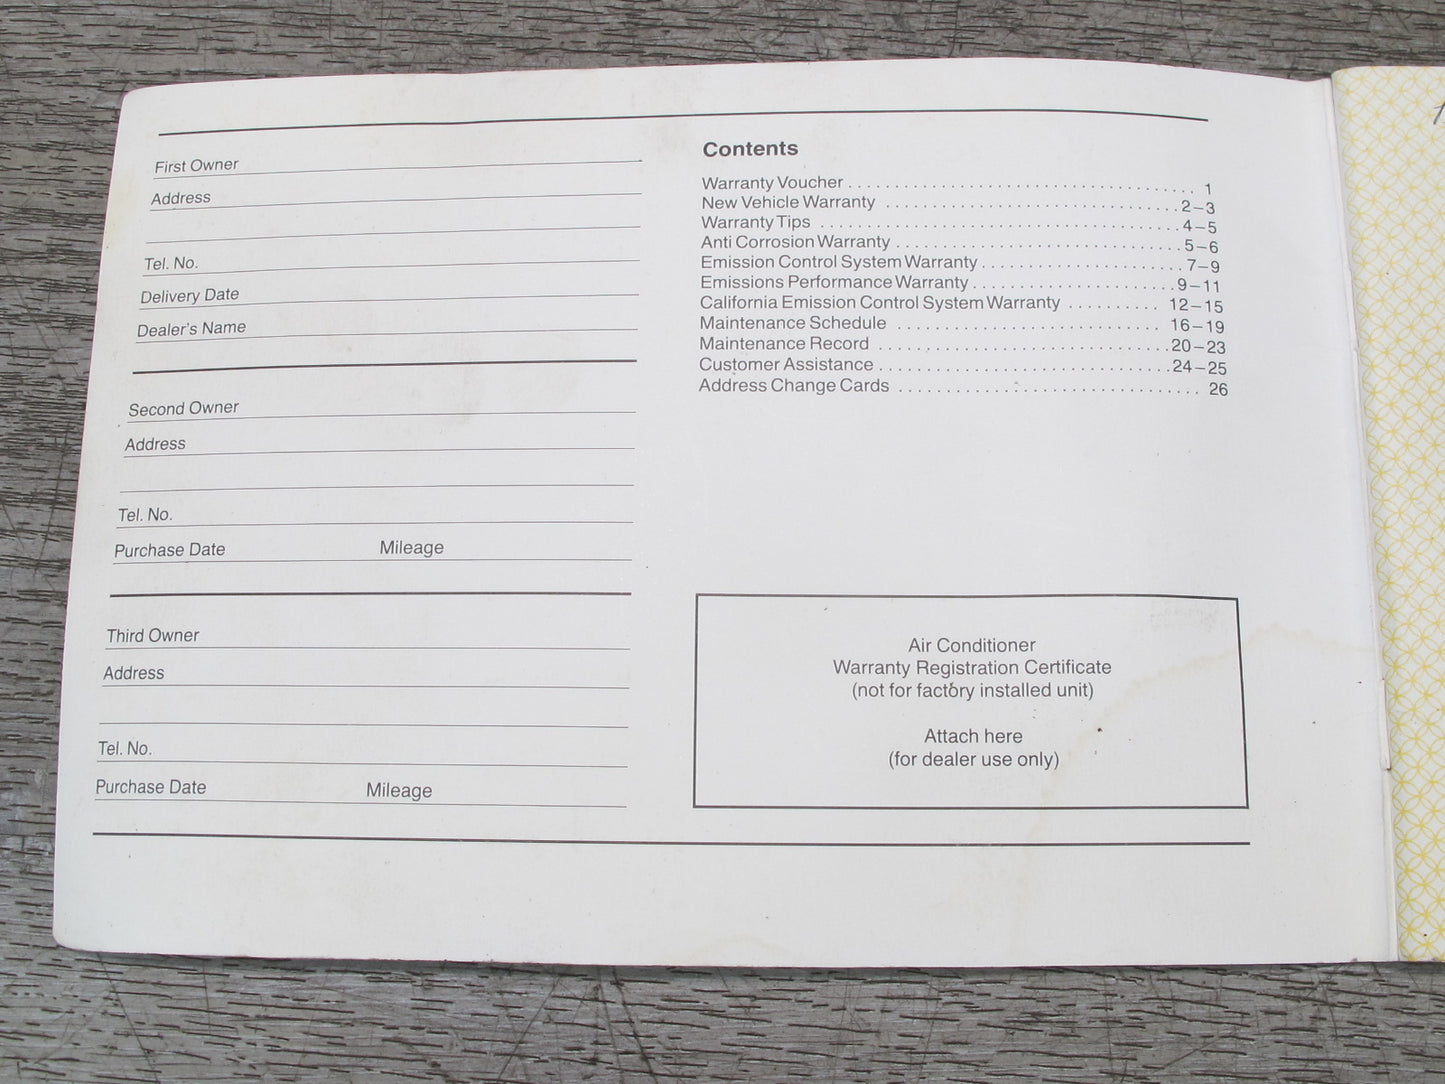 First Owner
Address
Tel. No.
Delivery Date
Dealer's Name
Second Owner
Address
Tel. No.
Purchase Date Mileage
Third Owner
Address
Tel. No.
Purchase Date Mileage
Contents
Warranty Voucher . . . . . . . . . . . . . . . . . . . . . . . . . . . . . . . . . . . . . 1
New Vehicle Warranty . . . . . . . . . . . . . . . . . . . . . . . . . . . . . . . 2–3
Warranty Tips . . . . . . . . . . . . . . . . . . . . . . . . . . . . . . . . . . . . . . 4–5
Anti Corrosion Warranty . . . . . . . . . . . . . . . . . . . . . . . . . . . . . . 5–6
Emission Control System Warranty . . . . . . . . . . . . . . . . . . . . . 7–9
Emissions Performance Warranty . . . . . . . . . . . . . . . . . . . . . 9–11
California Emission Control System Warranty . . . . . . . . . . 12–15
Maintenance Schedule . . . . . . . . . . . . . . . . . . . . . . . . . . . . 16–19
Maintenance Record . . . . . . . . . . . . . . . . . . . . . . . . . . . . . . 20–23
Customer Assistance . . . . . . . . . . . . . . . . . . . . . . . . . . . . . . 24–25
Address Change Cards . . . . . . . . . . . . . . . . . . . . . . . . . . . . . . . 26
Air Conditioner
Warranty Registration Certificate
(not for factory installed unit)
Attach here
(for dealer use only)